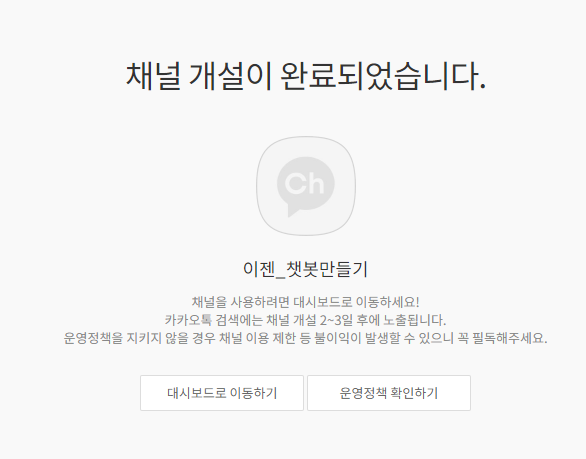 채널 개설이 완료되었습니다.
Ch
이젠_챗봇만들기
채널을 사용하려면 대시보드로 이동하세요!
카카오톡 검색에는 채널 개설 2~3일 후에 노출됩니다.
운영정책을 지키지 않을 경우 채널 이용 제한 등 불이익이 발생할 수 있으니 꼭 필독해주세요.
대시보드로 이동하기 운영정책 확인하기